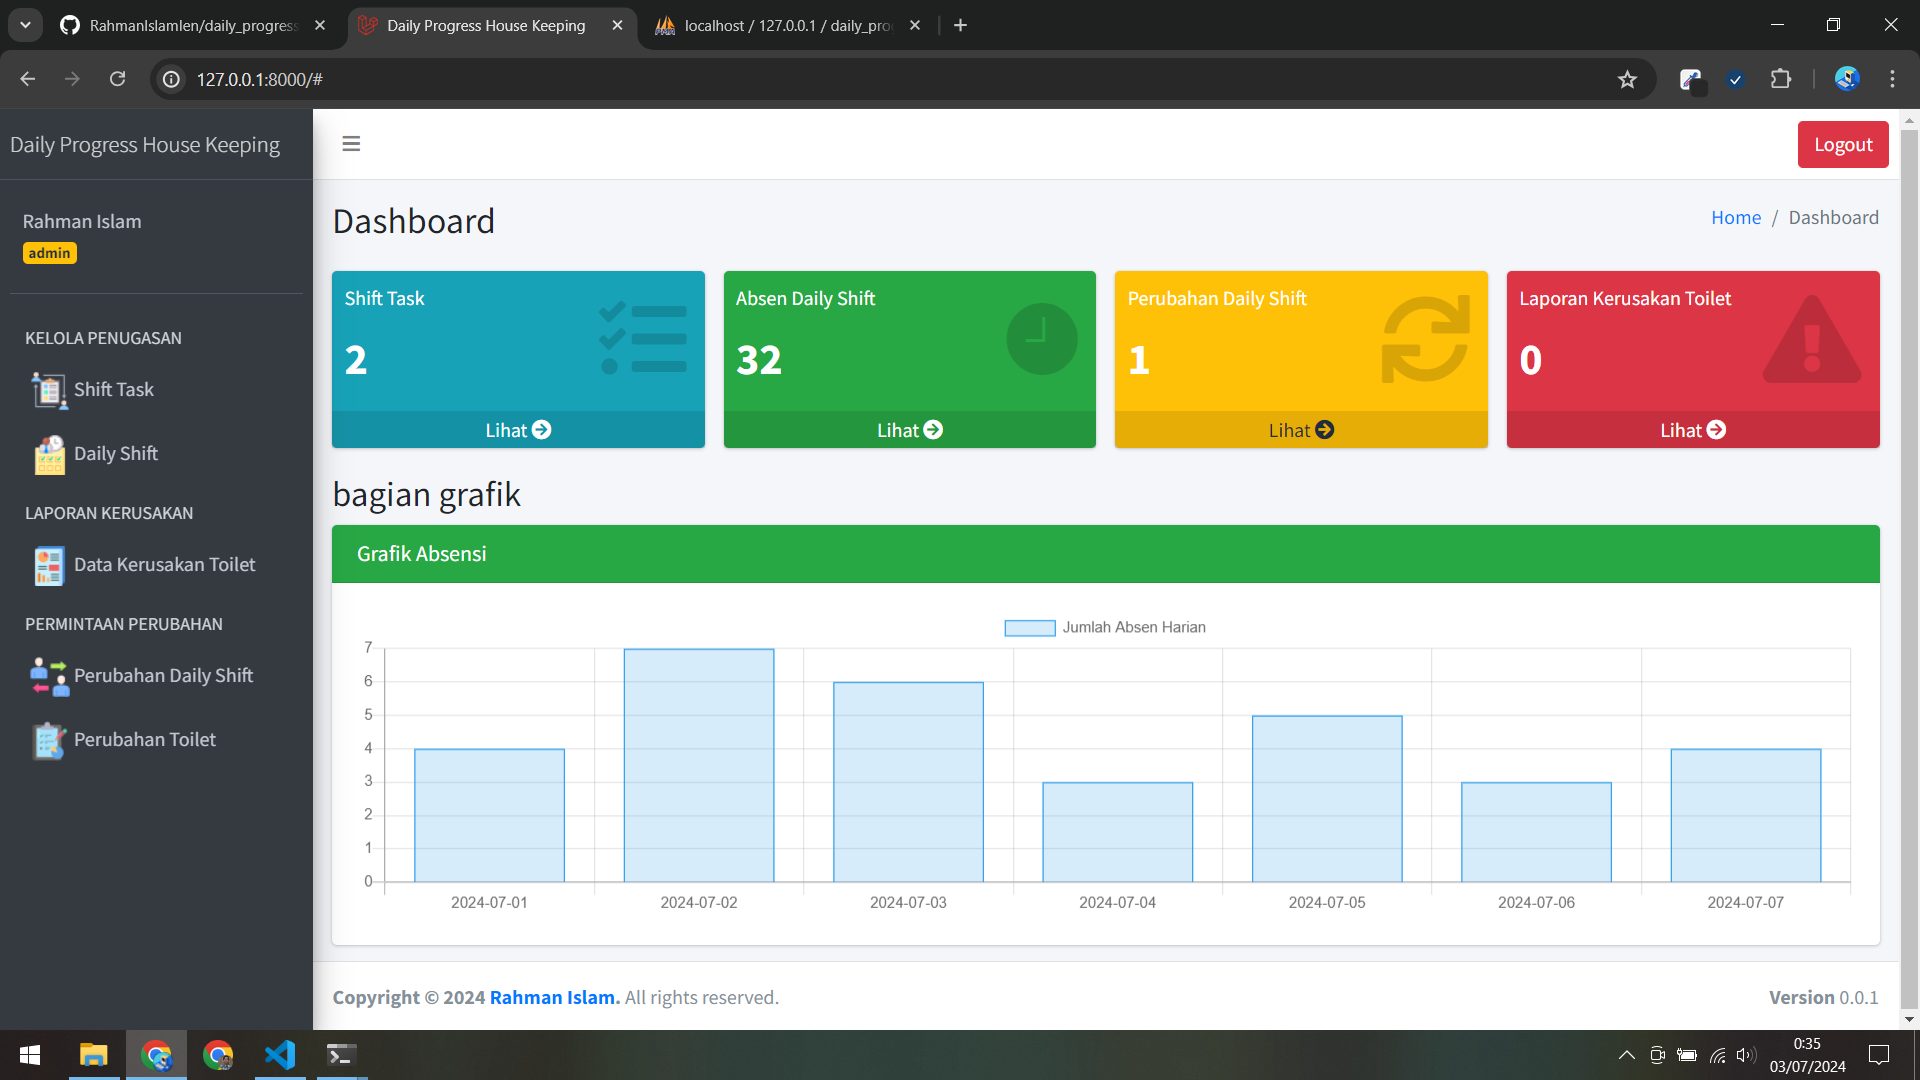 RahmanIslamIen/daily_progress
Daily Progress House Keeping
localhost / 127.0.0.1 / daily_pro
127.0.0.1:8000/#
Daily Progress House Keeping
Logout
Rahman Islam
admin
Dashboard
Home / Dashboard
KELOLA PENUGASAN
Shift Task
Daily Shift
LAPORAN KERUSAKAN
Data Kerusakan Toilet
PERMINTAAN PERUBAHAN
Perubahan Daily Shift
Perubahan Toilet
Shift Task
2
Lihat
Absen Daily Shift
32
Lihat
Perubahan Daily Shift
1
Lihat
Laporan Kerusakan Toilet
0
Lihat
bagian grafik
Grafik Absensi
Jumlah Absen Harian
7
6
5
4
3
2
1
0
2024-07-01 2024-07-02 2024-07-03 2024-07-04 2024-07-05 2024-07-06 2024-07-07
Copyright © 2024 Rahman Islam. All rights reserved.
Version 0.0.1
0:35
03/07/2024